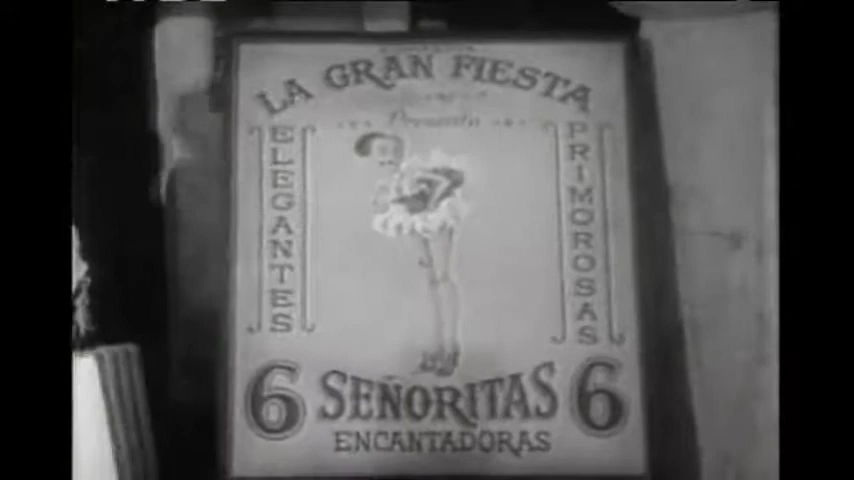 LA GRAN FIESTA
Presenta
ELEGANTES
PRIMOROSAS
6 SEÑORITAS 6
ENCANTADORAS